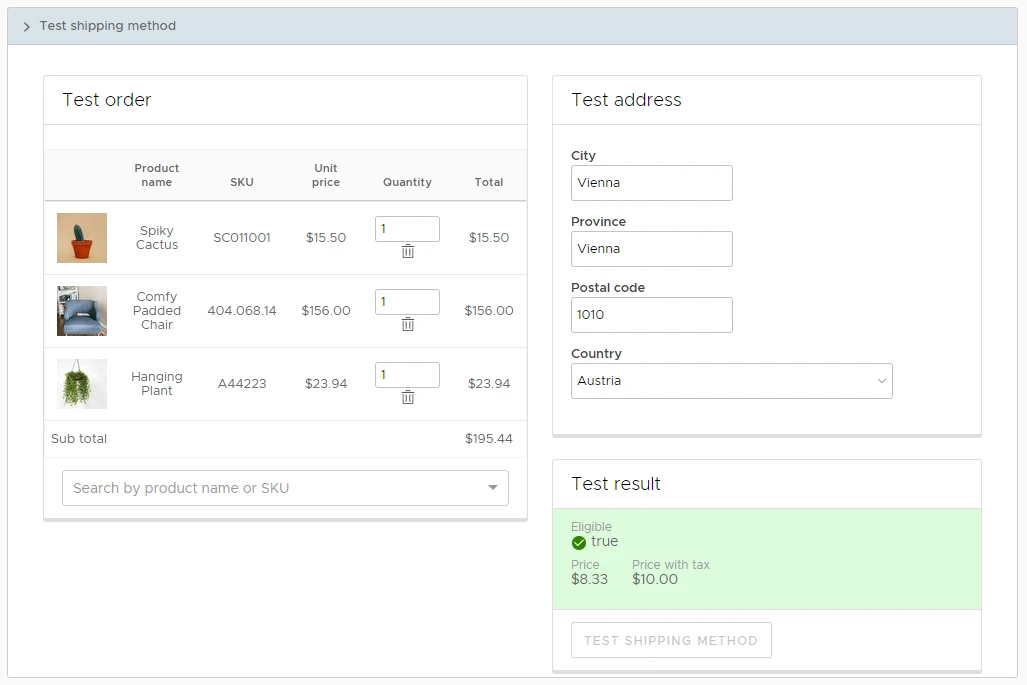 Test shipping method
Test order
Product name
SKU
Unit price
Quantity
Total
Spiky Cactus
SC011001
$15.50
1
$15.50
Comfy Padded Chair
404.068.14
$156.00
1
$156.00
Hanging Plant
A44223
$23.94
1
$23.94
Sub total
$195.44
Search by product name or SKU
Test address
City
Vienna
Province
Vienna
Postal code
1010
Country
Austria
Test result
Eligible
true
Price
Price with tax
$8.33
$10.00
TEST SHIPPING METHOD